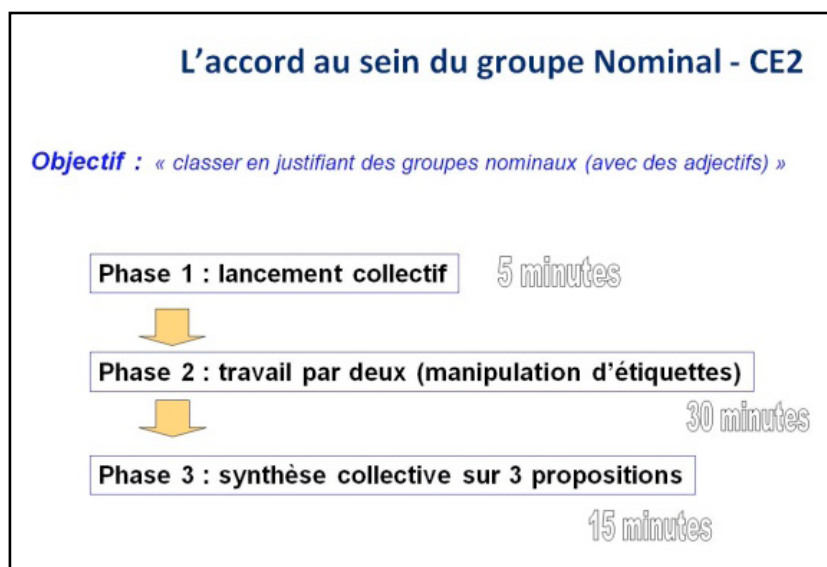 L'accord au sein du groupe Nominal - CE2
Objectif : « classer en justifiant des groupes nominaux (avec des adjectifs) »
Phase 1 : lancement collectif
5 minutes
Phase 2 : travail par deux (manipulation d'étiquettes)
30 minutes
Phase 3 : synthèse collective sur 3 propositions
15 minutes